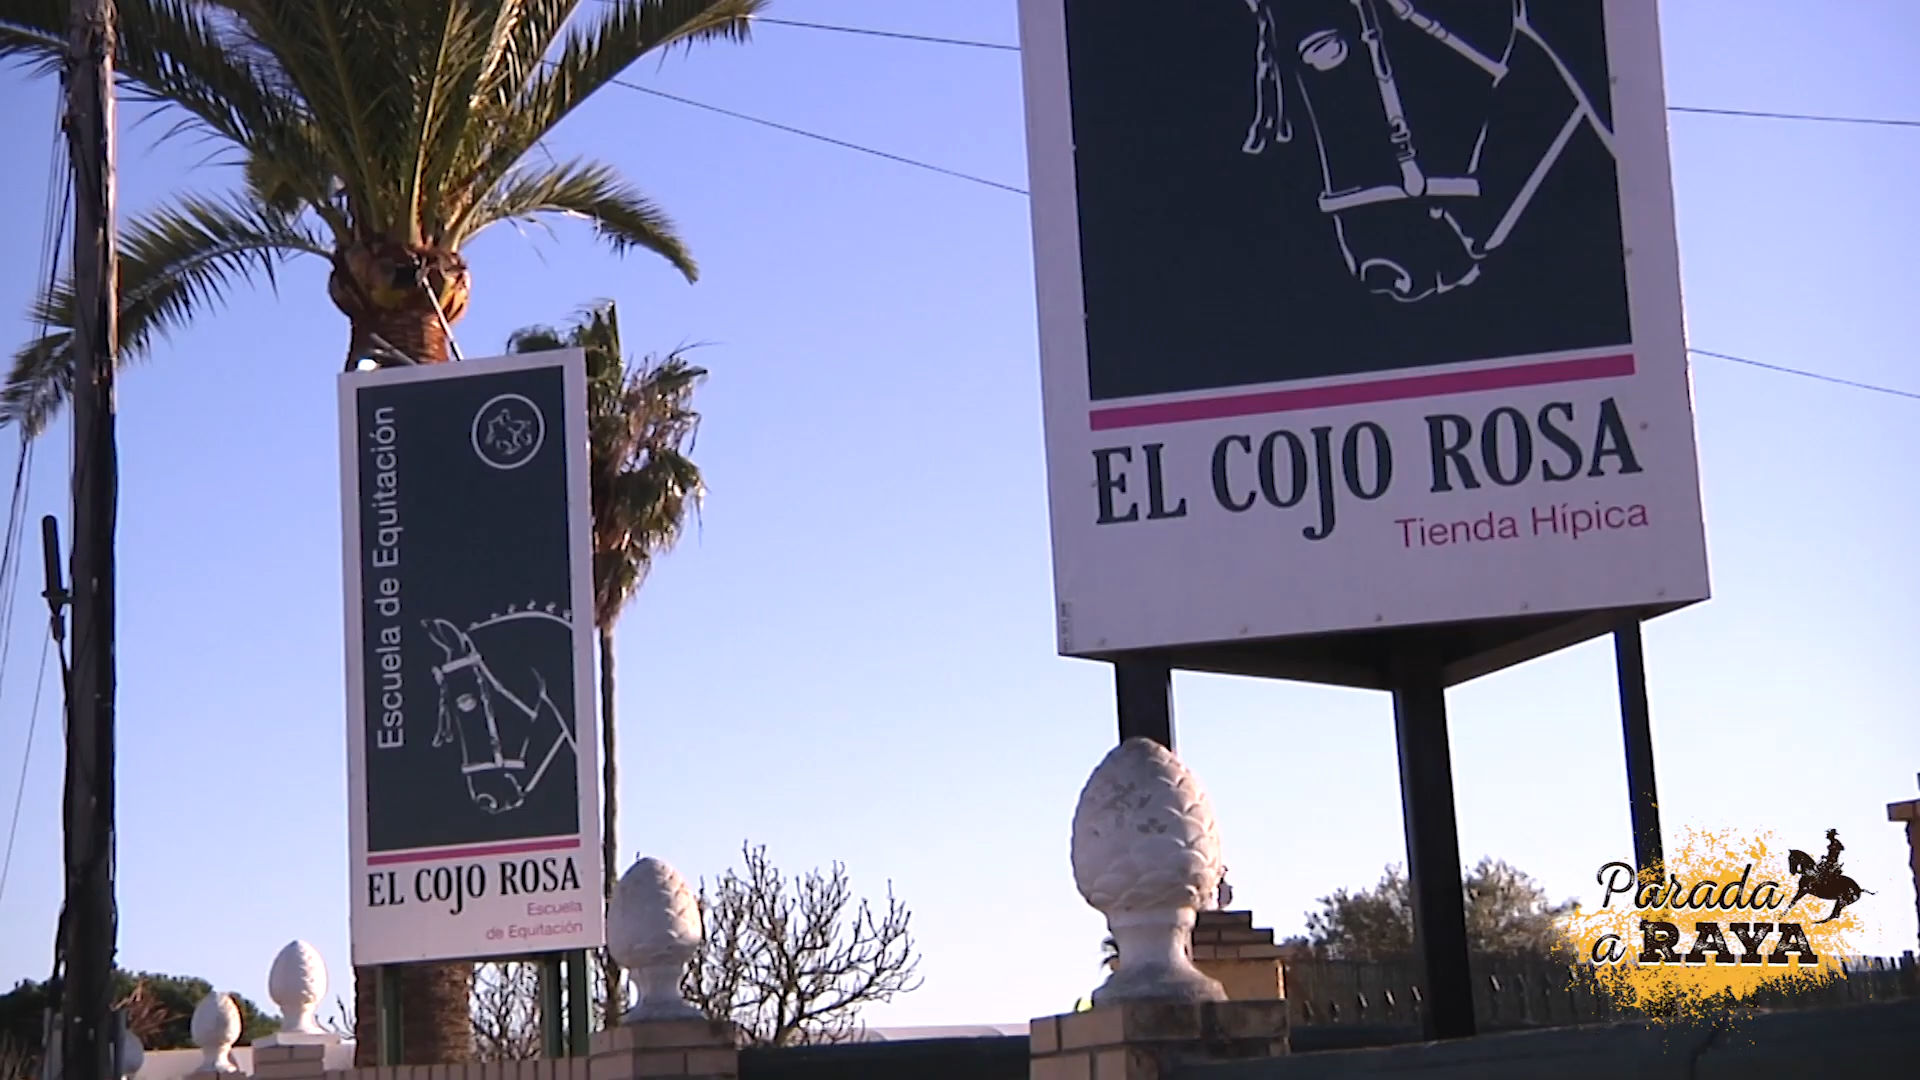 Escuela de Equitación
EL COJO ROSA
Escuela
de Equitación
EL COJO ROSA
Tienda Hípica
Parada
a RAYA